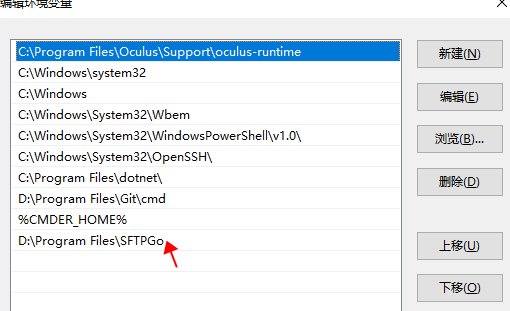 编辑环境变量
C:\Program Files\Oculus\Support\oculus-runtime
C:\Windows\system32
C:\Windows
C:\Windows\System32\Wbem
C:\Windows\System32\WindowsPowerShell\v1.0\
C:\Windows\System32\OpenSSH\
C:\Program Files\dotnet\
D:\Program Files\Git\cmd
%CMDER_HOME%
D:\Program Files\SFTPGo
新建(N)
编辑(E)
浏览(B)...
删除(D)
上移(U)
下移(O)